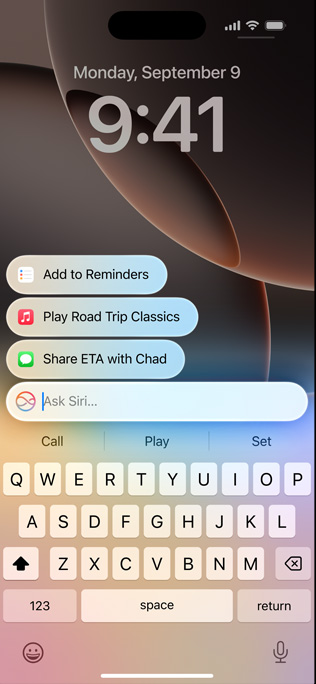 Monday, September 9
9:41
Add to Reminders
Play Road Trip Classics
Share ETA with Chad
Ask Siri...
Call Play Set
Q W E R T Y U I O P
A S D F G H J K L
Z X C V B N M
123 space return